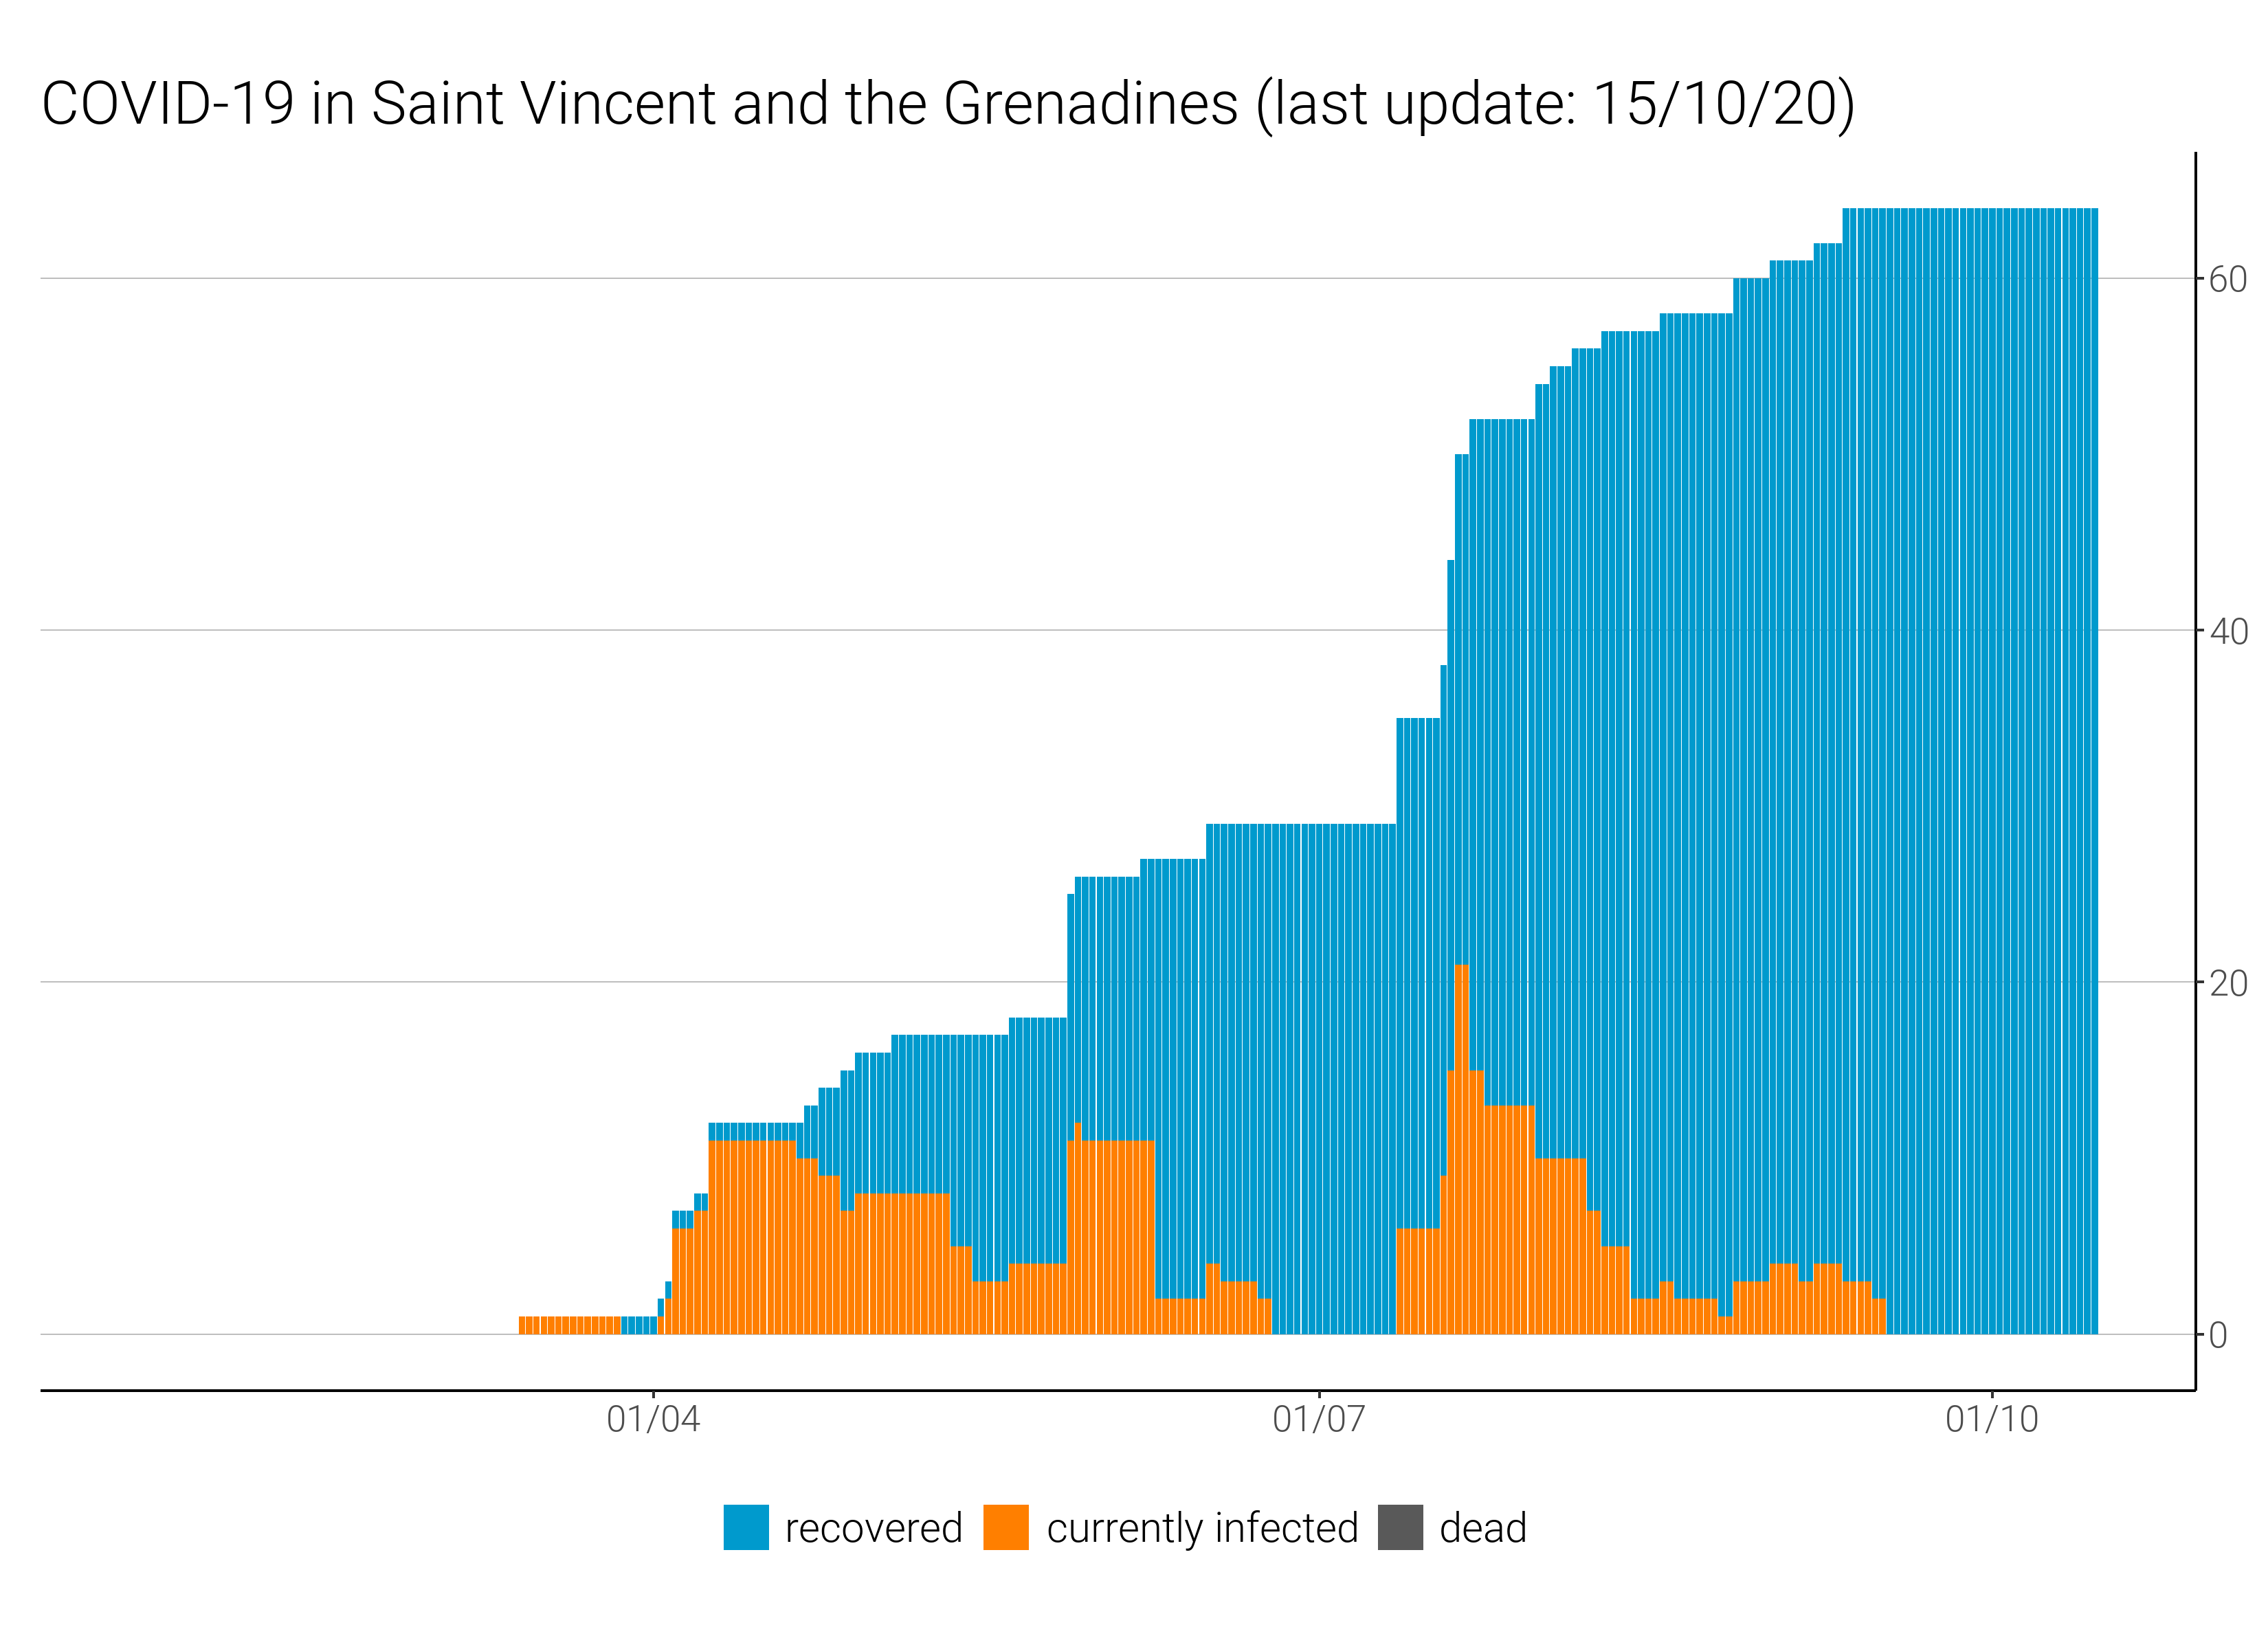 COVID-19 in Saint Vincent and the Grenadines (last update: 15/10/20)
60
40
20
0
01/04 01/07 01/10
recovered currently infected dead